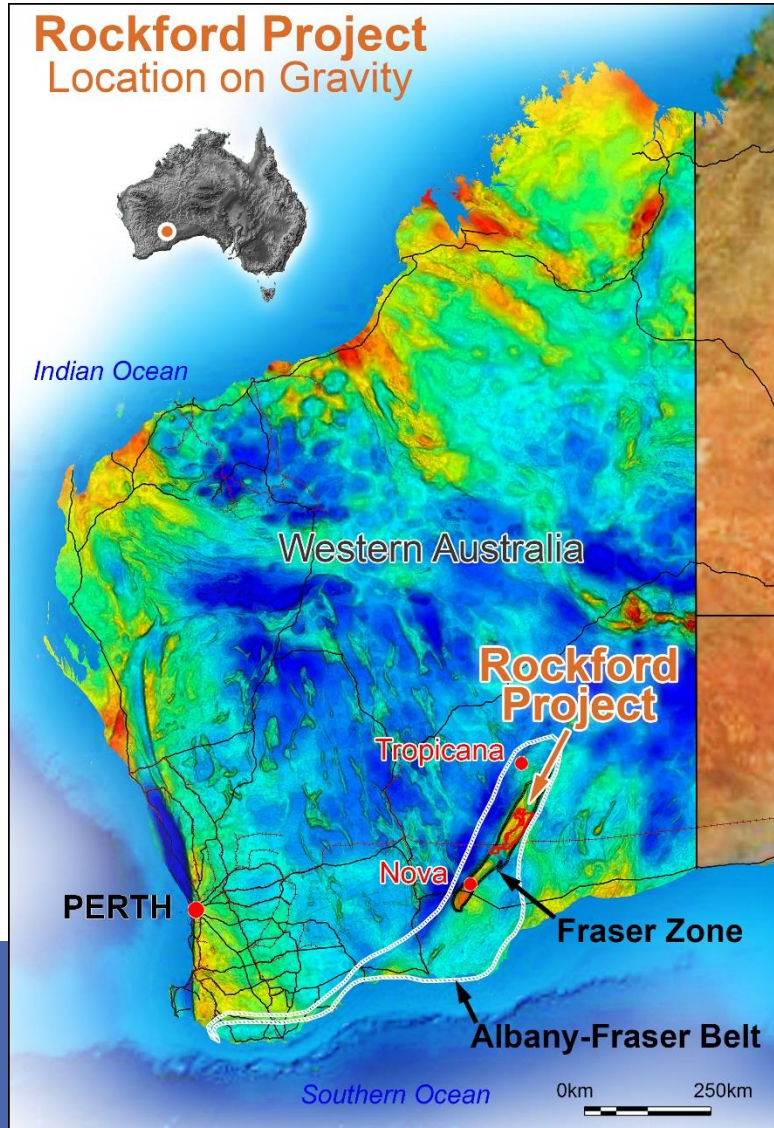 Rockford Project
Location on Gravity
Indian Ocean
Western Australia
Rockford
Project
Tropicana
Nova
PERTH
Fraser Zone
Albany-Fraser Belt
Southern Ocean
0km
250km